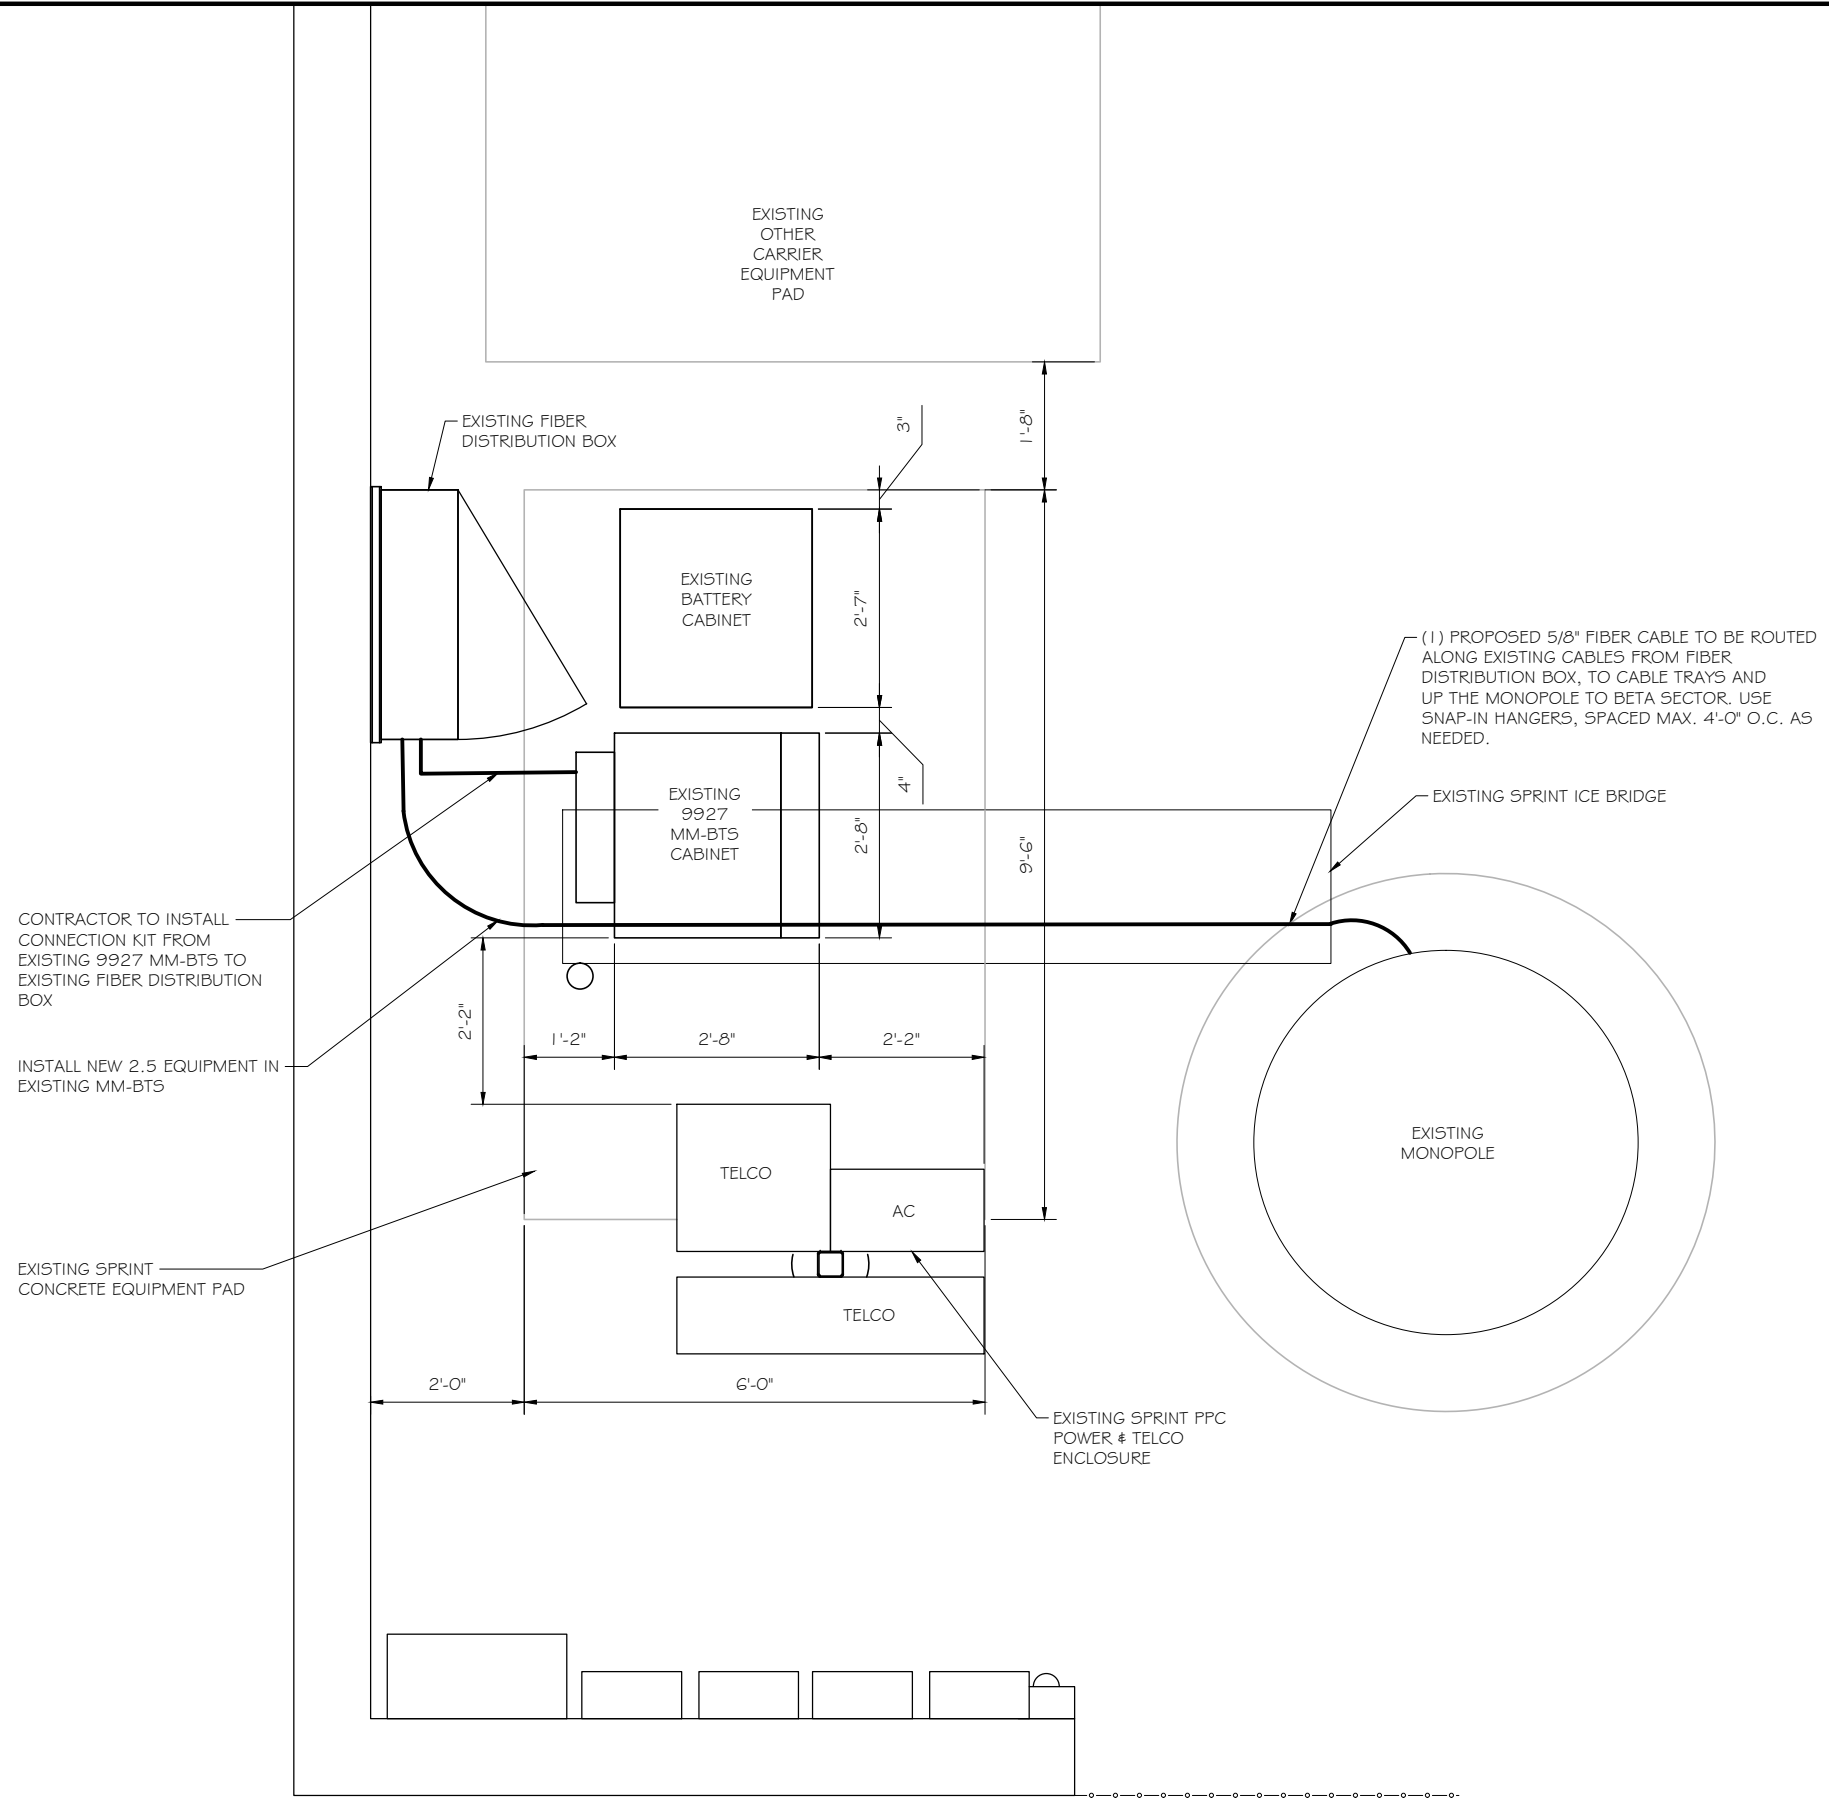 EXISTING
OTHER
CARRIER
EQUIPMENT
PAD
EXISTING FIBER
DISTRIBUTION BOX
3"
1'-8"
EXISTING
BATTERY
CABINET
2'-7"
(1) PROPOSED 5/8" FIBER CABLE TO BE ROUTED
ALONG EXISTING CABLES FROM FIBER
DISTRIBUTION BOX, TO CABLE TRAYS AND
UP THE MONOPOLE TO BETA SECTOR. USE
SNAP-IN HANGERS, SPACED MAX. 4'-0" O.C. AS
NEEDED.
EXISTING
9927
MM-BTS
CABINET
4"
2'-8"
9'-6"
EXISTING SPRINT ICE BRIDGE
CONTRACTOR TO INSTALL
CONNECTION KIT FROM
EXISTING 9927 MM-BTS TO
EXISTING FIBER DISTRIBUTION
BOX
2'-2"
1'-2"
2'-8"
2'-2"
INSTALL NEW 2.5 EQUIPMENT IN
EXISTING MM-BTS
EXISTING
MONOPOLE
TELCO
AC
EXISTING SPRINT
CONCRETE EQUIPMENT PAD
TELCO
2'-0"
6'-0"
EXISTING SPRINT PPC
POWER & TELCO
ENCLOSURE